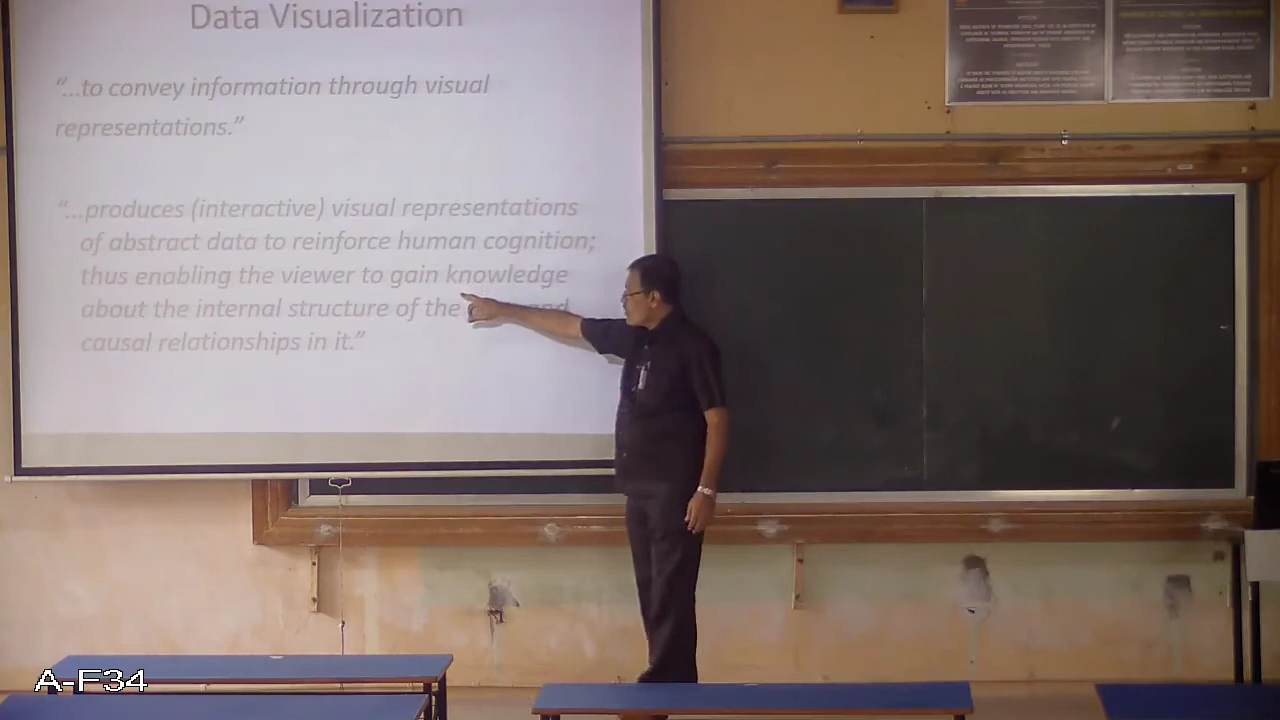 Data Visualization
“…to convey information through visual
representations.”
“…produces (interactive) visual representations
of abstract data to reinforce human cognition;
thus enabling the viewer to gain knowledge
about the internal structure of the and
causal relationships in it.”
A-F34